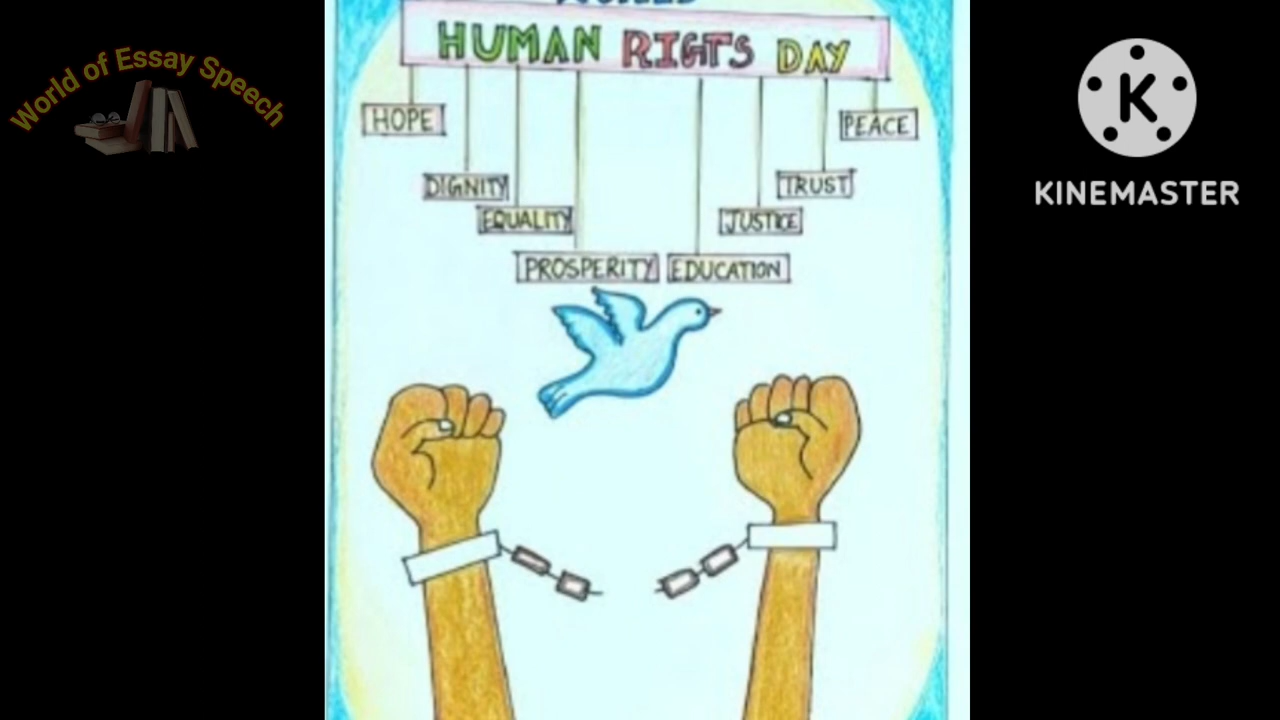 World of Essay Speech
HUMAN RIGTS DAY
HOPE
PEACE
DIGNITY
TRUST
EQUALITY
JUSTICE
PROSPERITY
EDUCATION
K
KINEMASTER